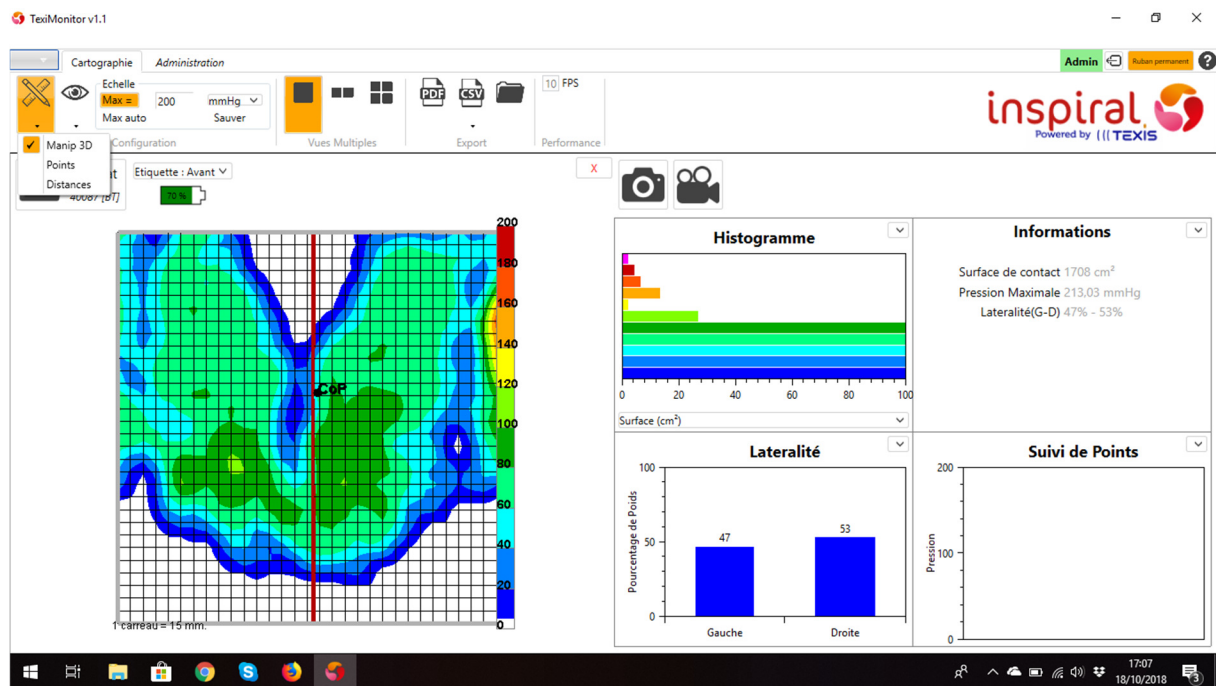 TexiMonitor v1.1
Cartographie Administration
Admin
Ruban permanent
?
Echelle
Max = 200 mmHg
Max auto Sauver
PDF CSV
10 FPS
Configuration Vues Multiples Export Performance
inspiral
Powered by ((( TEXIS
Manip 3D
Points
Distances
Etiquette : Avant
X
40087 [BT]
70 %
200
180
160
140
120
100
80
60
40
20
0
CoP
1 carreau = 15 mm.
Histogramme
0 20 40 60 80 100
Surface (cm²)
Informations
Surface de contact 1708 cm²
Pression Maximale 213,03 mmHg
Lateralité(G-D) 47% - 53%
Lateralité
Pourcentage de Poids
100
50
0
47
53
Gauche Droite
Suivi de Points
Pression
200
100
0
17:07
18/10/2018
3